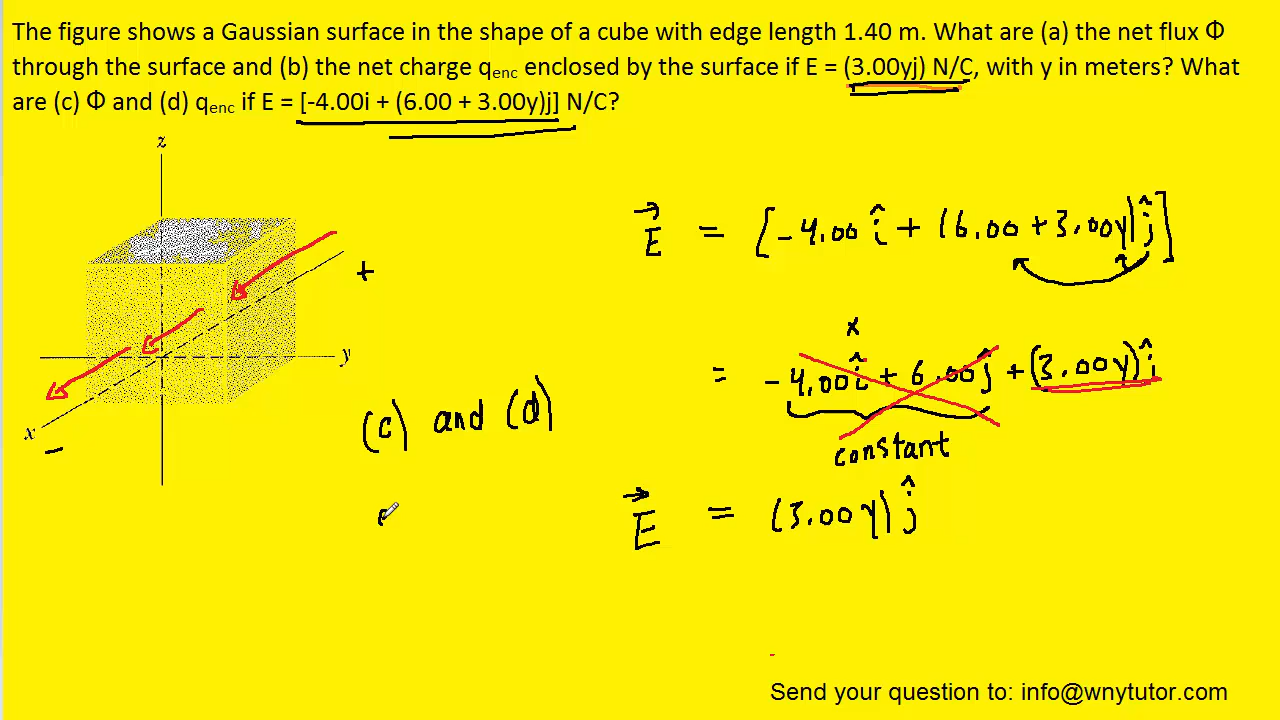 The figure shows a Gaussian surface in the shape of a cube with edge length 1.40 m. What are (a) the net flux Φ
through the surface and (b) the net charge qenc enclosed by the surface if E = (3.00yj) N/C, with y in meters? What
are (c) Φ and (d) qenc if E = [-4.00i + (6.00 + 3.00y)j] N/C?
z
+
y
x
-
(c) and (d)
E = [-4.00 i + (6.00 + 3.00y) j]
x
= -4.00 i + 6.00 j + (3.00y) j
constant
E = (3.00y) j
Send your question to: info@wnytutor.com